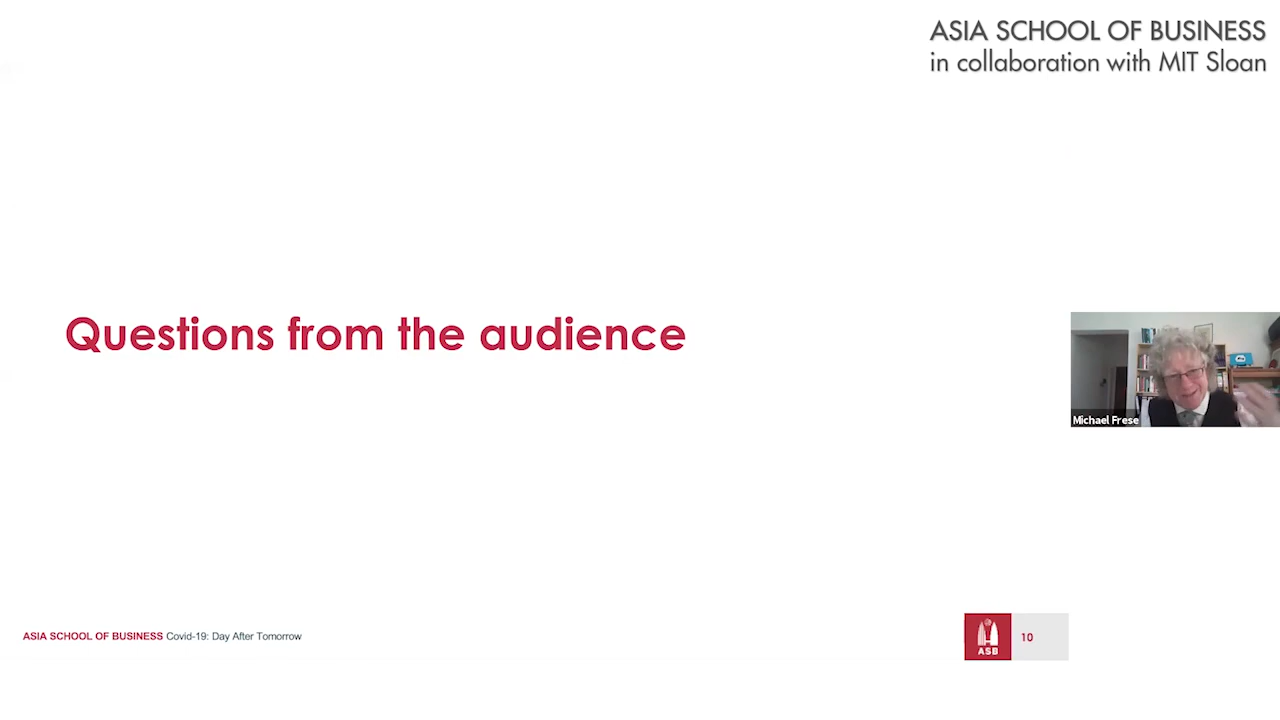 ASIA SCHOOL OF BUSINESS
in collaboration with MIT Sloan
Questions from the audience
Michael Frese
ASIA SCHOOL OF BUSINESS Covid-19: Day After Tomorrow
ASB
10